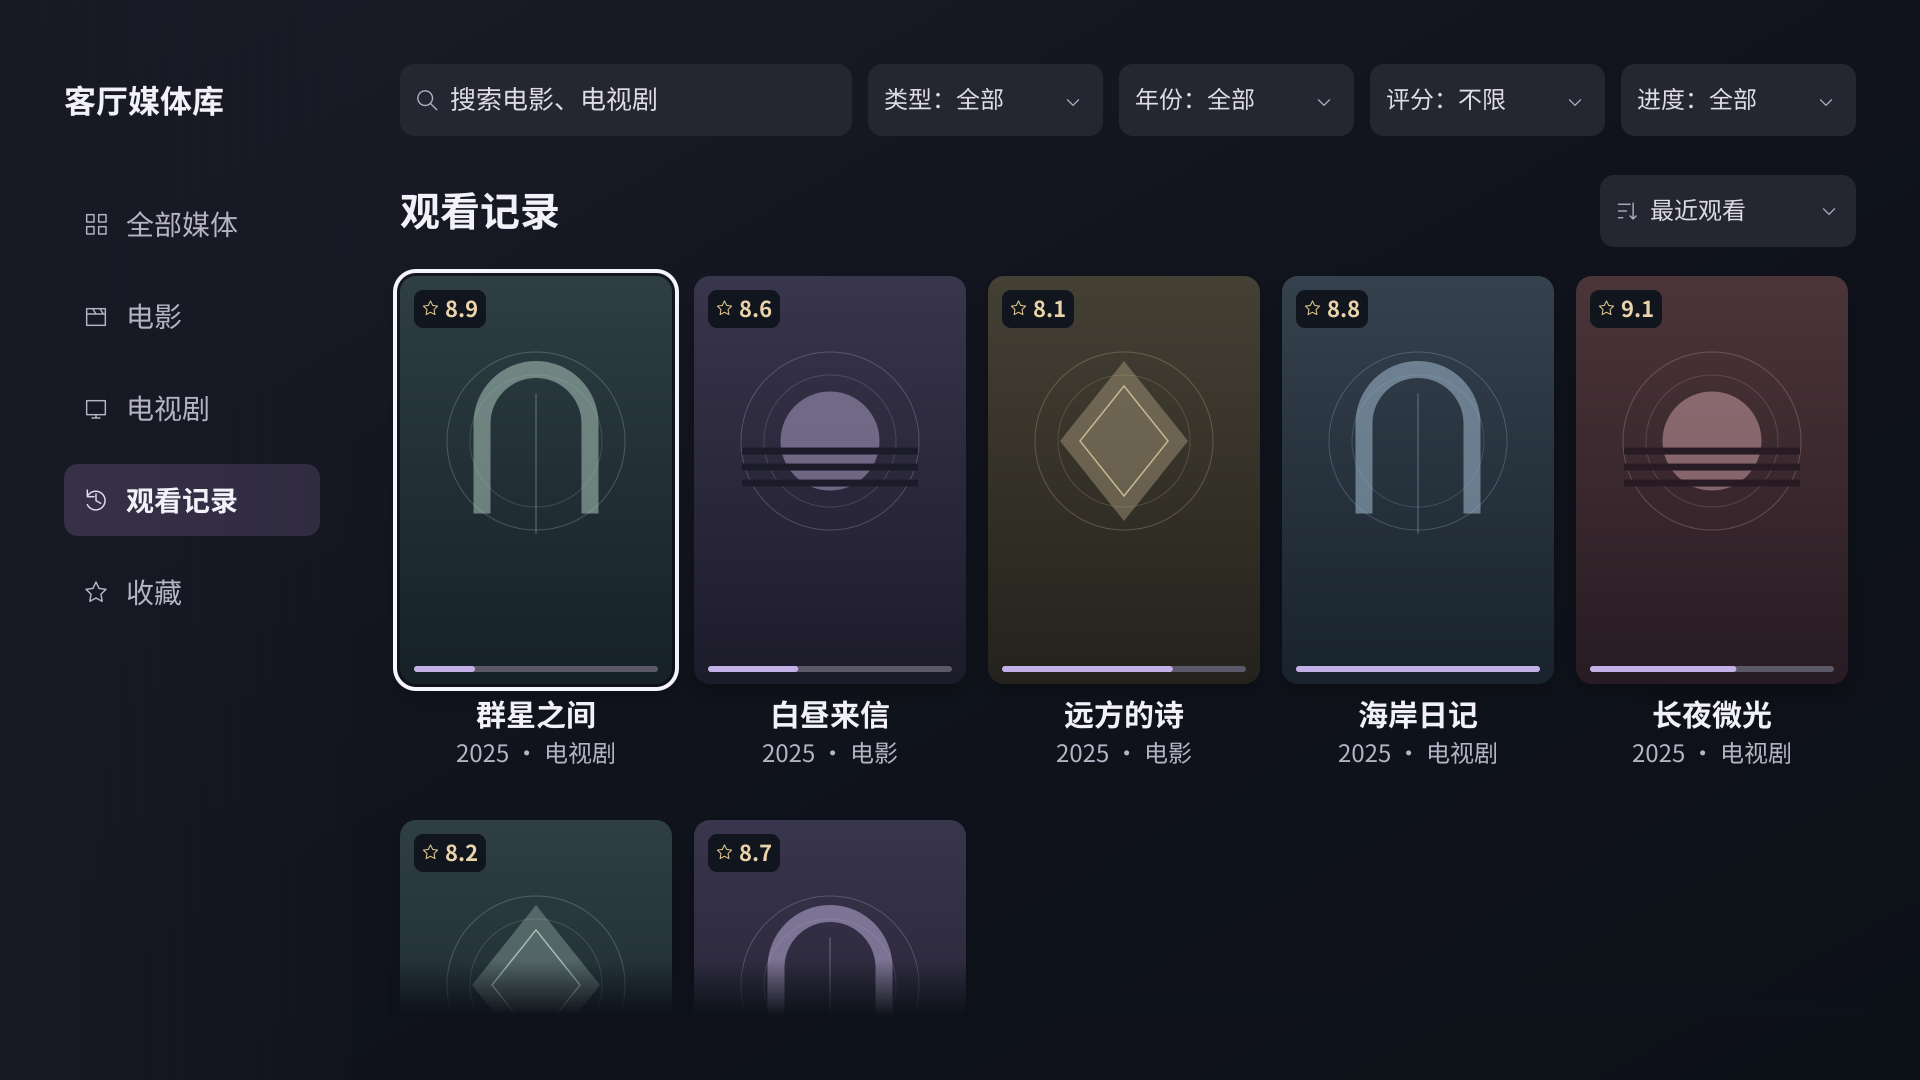 客厅媒体库
搜索电影、电视剧
类型：全部
年份：全部
评分：不限
进度：全部
全部媒体
电影
电视剧
观看记录
收藏
观看记录
最近观看
8.9
8.6
8.1
8.8
9.1
群星之间
白昼来信
远方的诗
海岸日记
长夜微光
2025 · 电视剧
2025 · 电影
2025 · 电影
2025 · 电视剧
2025 · 电视剧
8.2
8.7